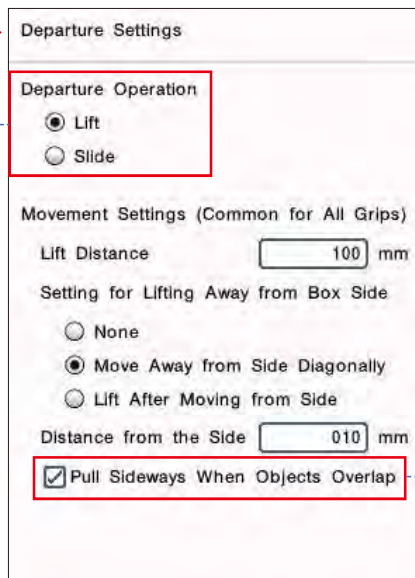 Departure Settings
Departure Operation
Lift
Slide
Movement Settings (Common for All Grips)
Lift Distance 100 mm
Setting for Lifting Away from Box Side
None
Move Away from Side Diagonally
Lift After Moving from Side
Distance from the Side 010 mm
Pull Sideways When Objects Overlap